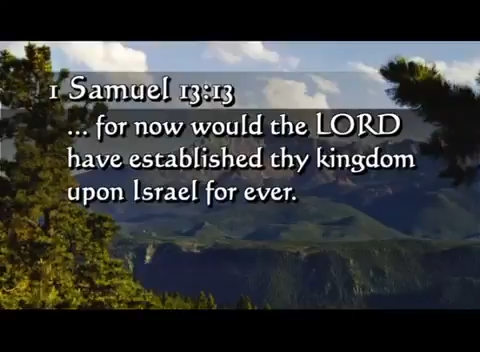 1 Samuel 13:13
... for now would the LORD
have established thy kingdom
upon Israel for ever.